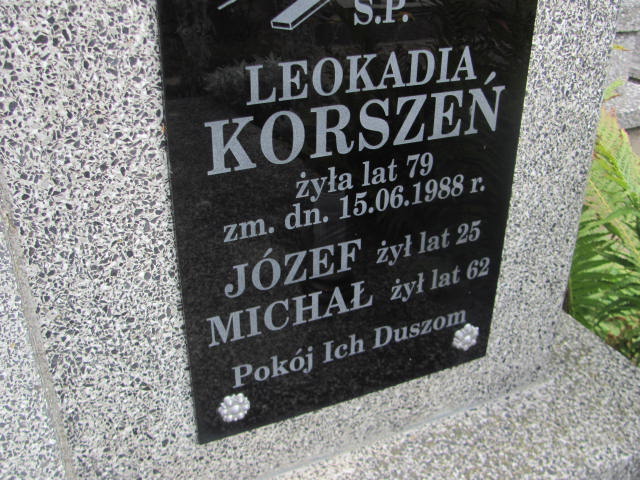 S.P.
LEOKADIA
KORSZEŃ
żyła lat 79
zm. dn. 15.06.1988 r.
JÓZEF żył lat 25
MICHAŁ żył lat 62
Pokój Ich Duszom